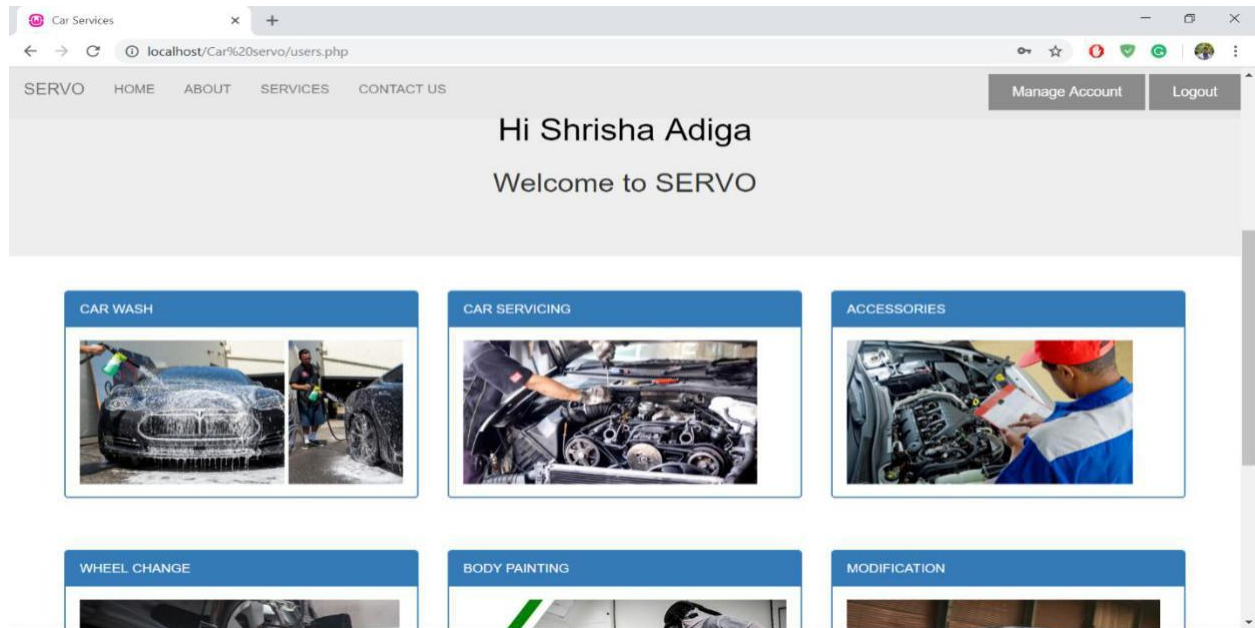 Car Services
localhost/Car%20servo/users.php
SERVO HOME ABOUT SERVICES CONTACT US Manage Account Logout
Hi Shrisha Adiga
Welcome to SERVO
CAR WASH CAR SERVICING ACCESSORIES
WHEEL CHANGE BODY PAINTING MODIFICATION